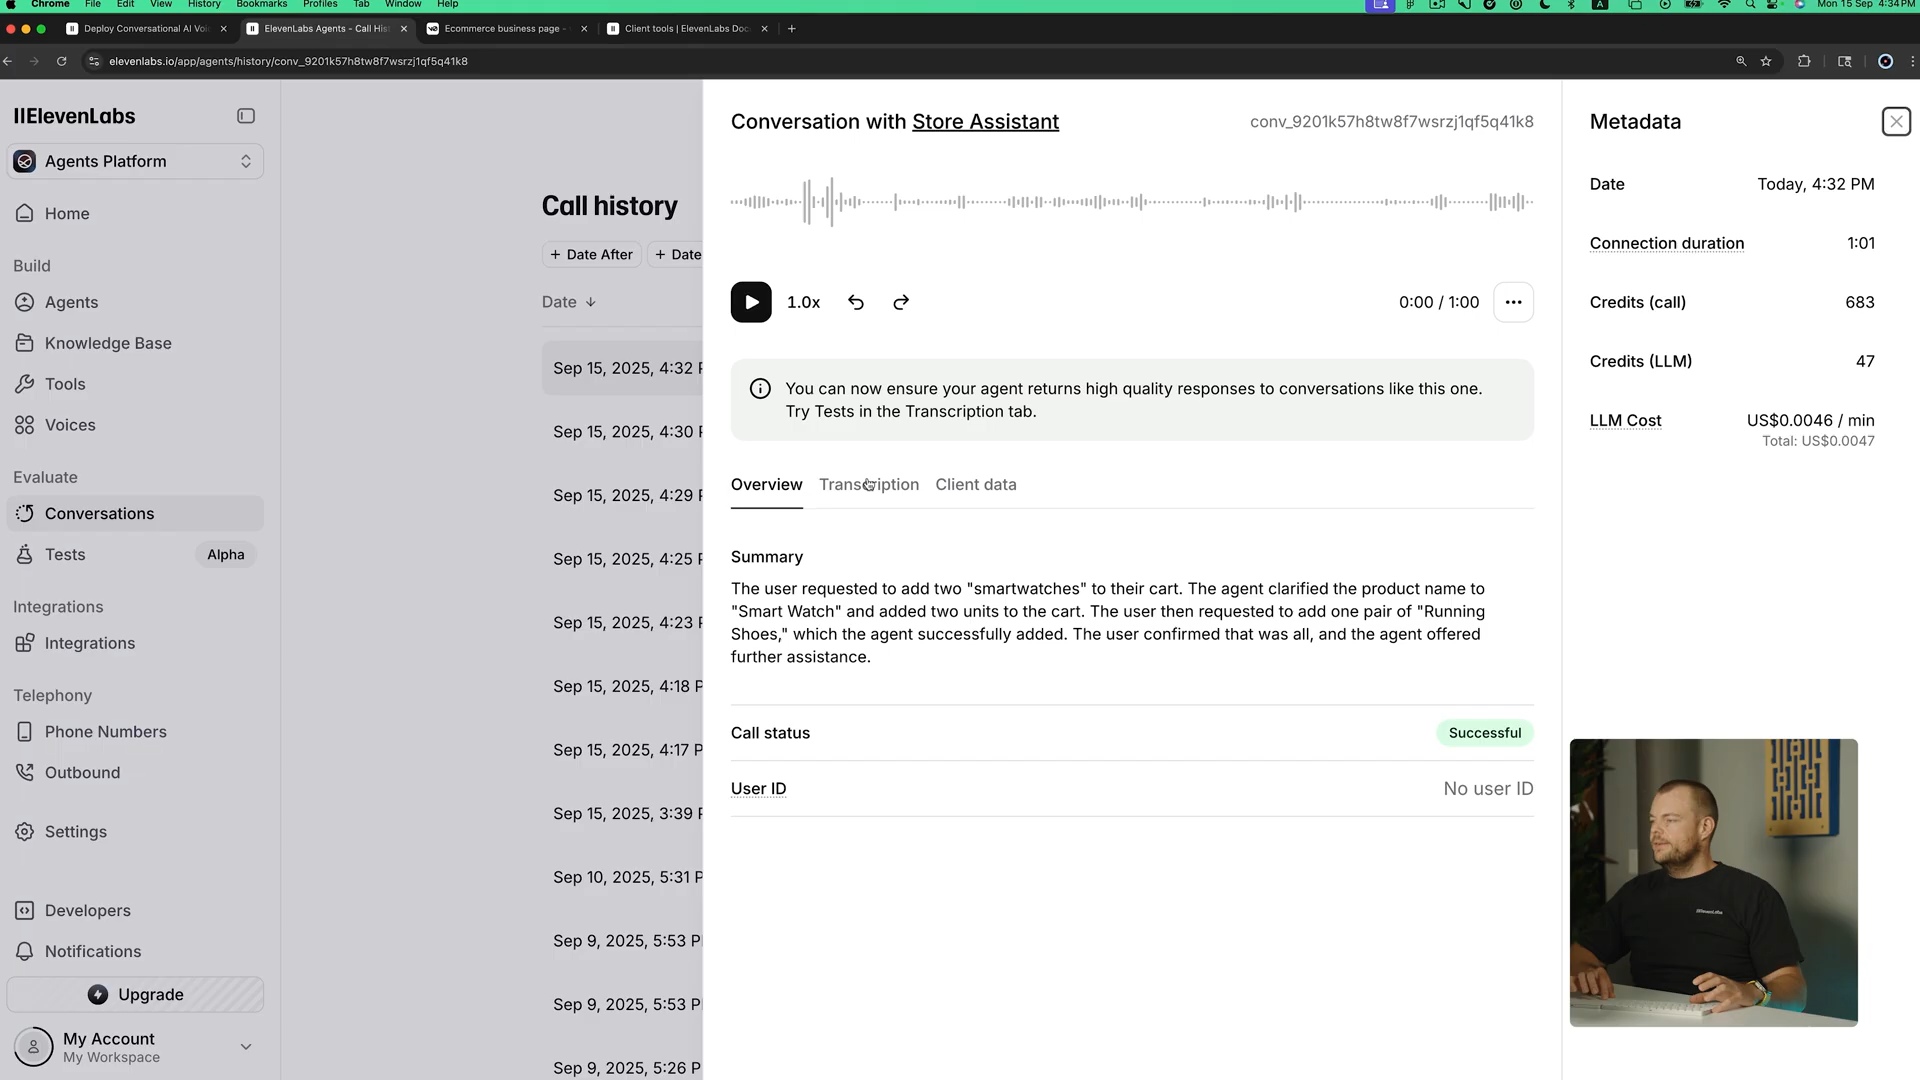 Chrome File Edit View History Bookmarks Profiles Tab Window Help
Mon 15 Sep 4:34 PM
Deploy Conversational AI Voi
ElevenLabs Agents - Call His
Ecommerce business page -
Client tools | ElevenLabs Doc
elevenlabs.io/app/agents/history/conv_9201k57h8tw8f7wsrzj1qf5q41k8
IIElevenLabs
Agents Platform
Home
Build
Agents
Knowledge Base
Tools
Voices
Evaluate
Conversations
Tests Alpha
Integrations
Integrations
Telephony
Phone Numbers
Outbound
Settings
Developers
Notifications
Upgrade
My Account
My Workspace
Call history
+ Date After + Date
Date ↓
Sep 15, 2025, 4:32 P
Sep 15, 2025, 4:30 P
Sep 15, 2025, 4:29 P
Sep 15, 2025, 4:25 P
Sep 15, 2025, 4:23 P
Sep 15, 2025, 4:18 P
Sep 15, 2025, 4:17 P
Sep 15, 2025, 3:39 P
Sep 10, 2025, 5:31 P
Sep 9, 2025, 5:53 P
Sep 9, 2025, 5:53 P
Sep 9, 2025, 5:26 P
Conversation with Store Assistant
conv_9201k57h8tw8f7wsrzj1qf5q41k8
1.0x
0:00 / 1:00
You can now ensure your agent returns high quality responses to conversations like this one.
Try Tests in the Transcription tab.
Overview Transcription Client data
Summary
The user requested to add two "smartwatches" to their cart. The agent clarified the product name to
"Smart Watch" and added two units to the cart. The user then requested to add one pair of "Running
Shoes," which the agent successfully added. The user confirmed that was all, and the agent offered
further assistance.
Call status Successful
User ID No user ID
Metadata
Date Today, 4:32 PM
Connection duration 1:01
Credits (call) 683
Credits (LLM) 47
LLM Cost US$0.0046 / min
Total: US$0.0047
IIElevenLabs